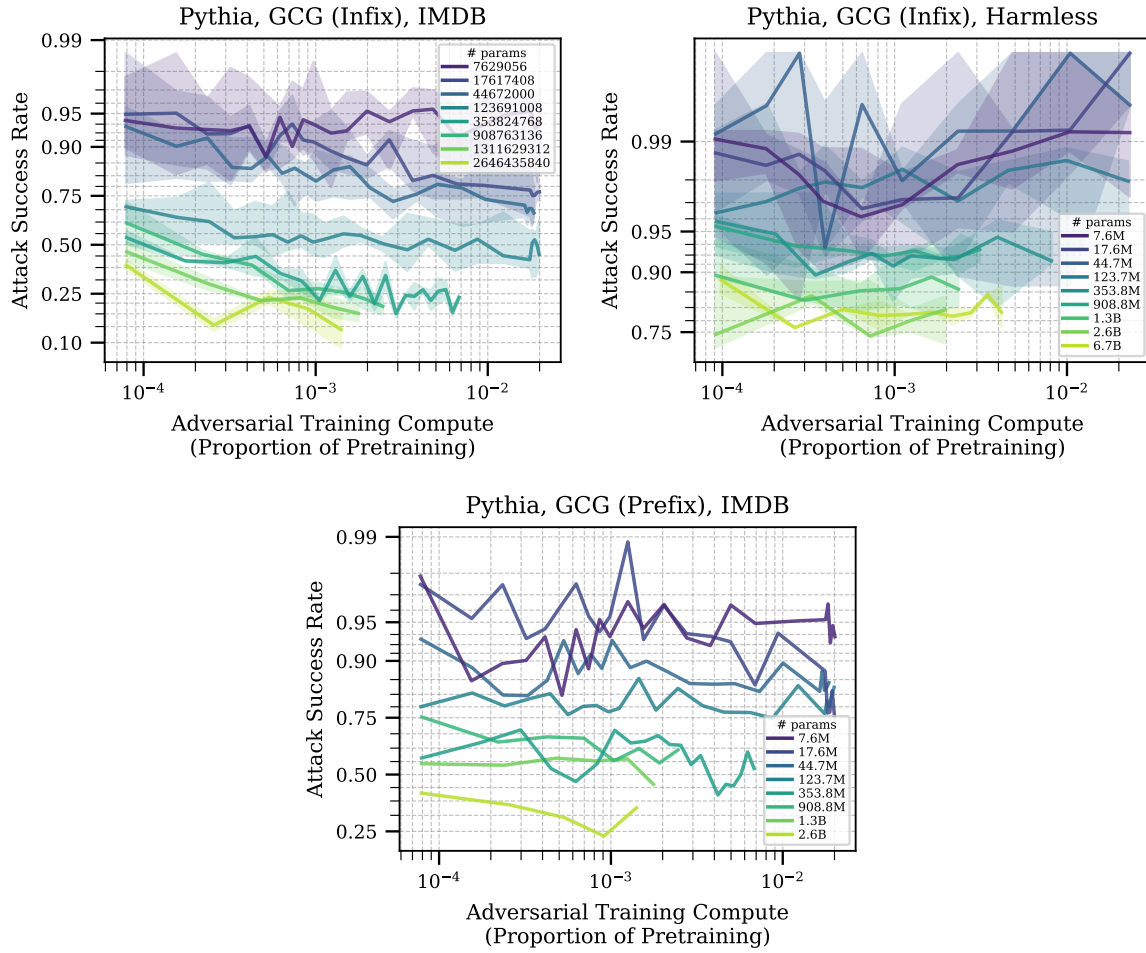 Pythia, GCG (Infix), IMDB
Attack Success Rate
0.99
0.95
0.90
0.75
0.50
0.25
0.10
# params
7629056
17617408
44672000
123691008
353824768
908763136
1311629312
2646435840
10⁻⁴
10⁻³
10⁻²
Adversarial Training Compute
(Proportion of Pretraining)
Pythia, GCG (Infix), Harmless
Attack Success Rate
0.99
0.95
0.90
0.75
# params
7.6M
17.6M
44.7M
123.7M
353.8M
908.8M
1.3B
2.6B
6.7B
10⁻⁴
10⁻³
10⁻²
Adversarial Training Compute
(Proportion of Pretraining)
Pythia, GCG (Prefix), IMDB
Attack Success Rate
0.99
0.95
0.90
0.75
0.50
0.25
# params
7.6M
17.6M
44.7M
123.7M
353.8M
908.8M
1.3B
2.6B
10⁻⁴
10⁻³
10⁻²
Adversarial Training Compute
(Proportion of Pretraining)